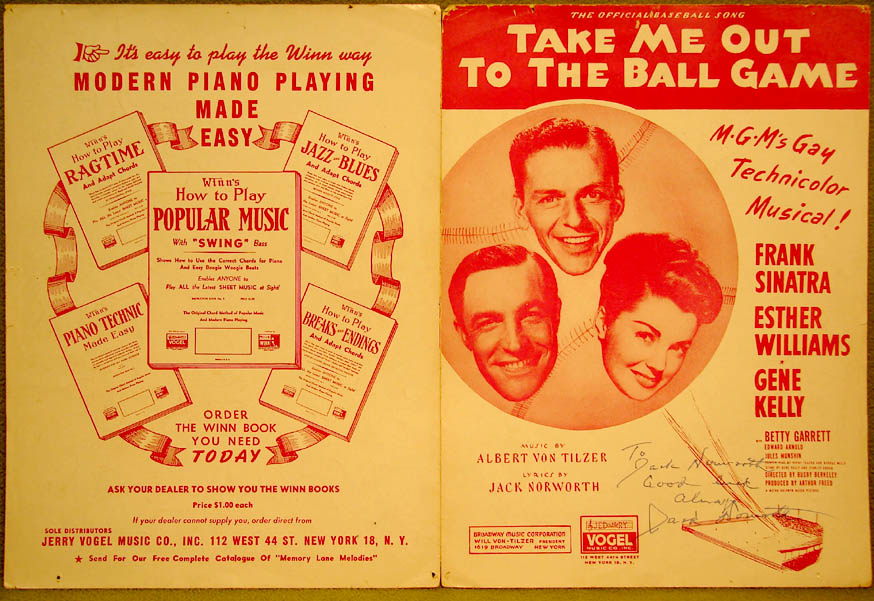 It's easy to play the Winn way
MODERN PIANO PLAYING
MADE
EASY
Winn's
How to Play
RAGTIME
And Adapt Chords
Winn's
How to Play
JAZZ and BLUES
And Adapt Chords
Winn's
How to Play
POPULAR MUSIC
With "SWING" Bass
Shows How to Use the Correct Chords for Piano
And Easy Boogie Woogie Beats
Enables ANYONE to
Play ALL the Latest SHEET MUSIC at Sight!
The Original Chord Method of Popular Music
And Modern Piano Playing
VOGEL
WINN
Winn's
PIANO TECHNIC
Made Easy
Winn's
How to Play
BREAKS and ENDINGS
And Adapt Chords
ORDER
THE WINN BOOK
YOU NEED
TODAY
ASK YOUR DEALER TO SHOW YOU THE WINN BOOKS
Price $1.00 each
If your dealer cannot supply you, order direct from
SOLE DISTRIBUTORS
JERRY VOGEL MUSIC CO., INC. 112 WEST 44 ST. NEW YORK 18, N. Y.
★ Send For Our Free Complete Catalogue Of "Memory Lane Melodies"
THE OFFICIAL BASEBALL SONG
TAKE ME OUT
TO THE BALL GAME
M·G·M's Gay
Technicolor
Musical!
FRANK
SINATRA
ESTHER
WILLIAMS
GENE
KELLY
BETTY GARRETT
EDWARD ARNOLD
JULES MUNSHIN
DIRECTED BY BUSBY BERKELEY
PRODUCED BY ARTHUR FREED
MUSIC BY
ALBERT VON TILZER
LYRICS BY
JACK NORWORTH
To
Jack Norworth
Good Luck
Always
BROADWAY MUSIC CORPORATION
WILL VON-TILZER PRESIDENT
1619 BROADWAY NEW YORK
VOGEL
MUSIC CO. INC.
112 WEST 44TH STREET
NEW YORK 18, N. Y.